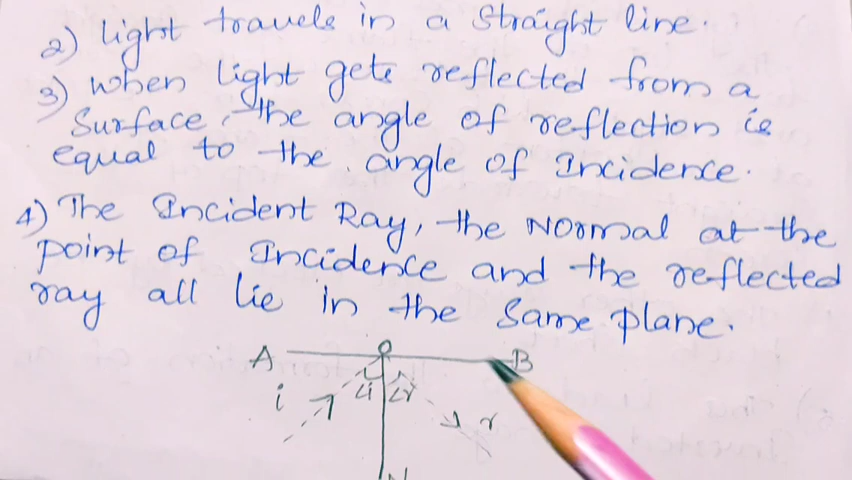 2) light travels in a straight line.
3) When light gets reflected from a
Surface, the angle of reflection is
equal to the angle of Incidence.
4) The Incident Ray, the Normal at the
point of Incidence and the reflected
ray all lie in the same plane.
A O B
i ∠i ∠r r
N